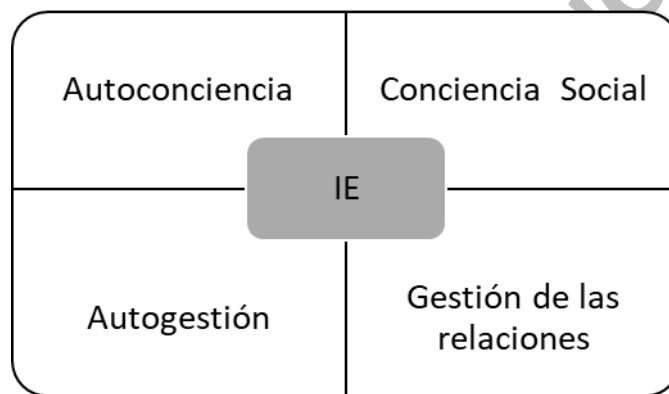 Autoconciencia
Conciencia Social
IE
Autogestión
Gestión de las
relaciones